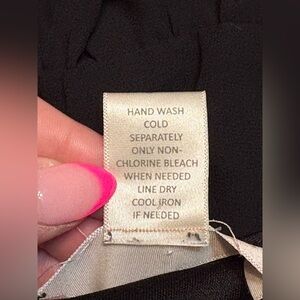 HAND WASH
COLD
SEPARATELY
ONLY NON-
CHLORINE BLEACH
WHEN NEEDED
LINE DRY
COOL IRON
IF NEEDED